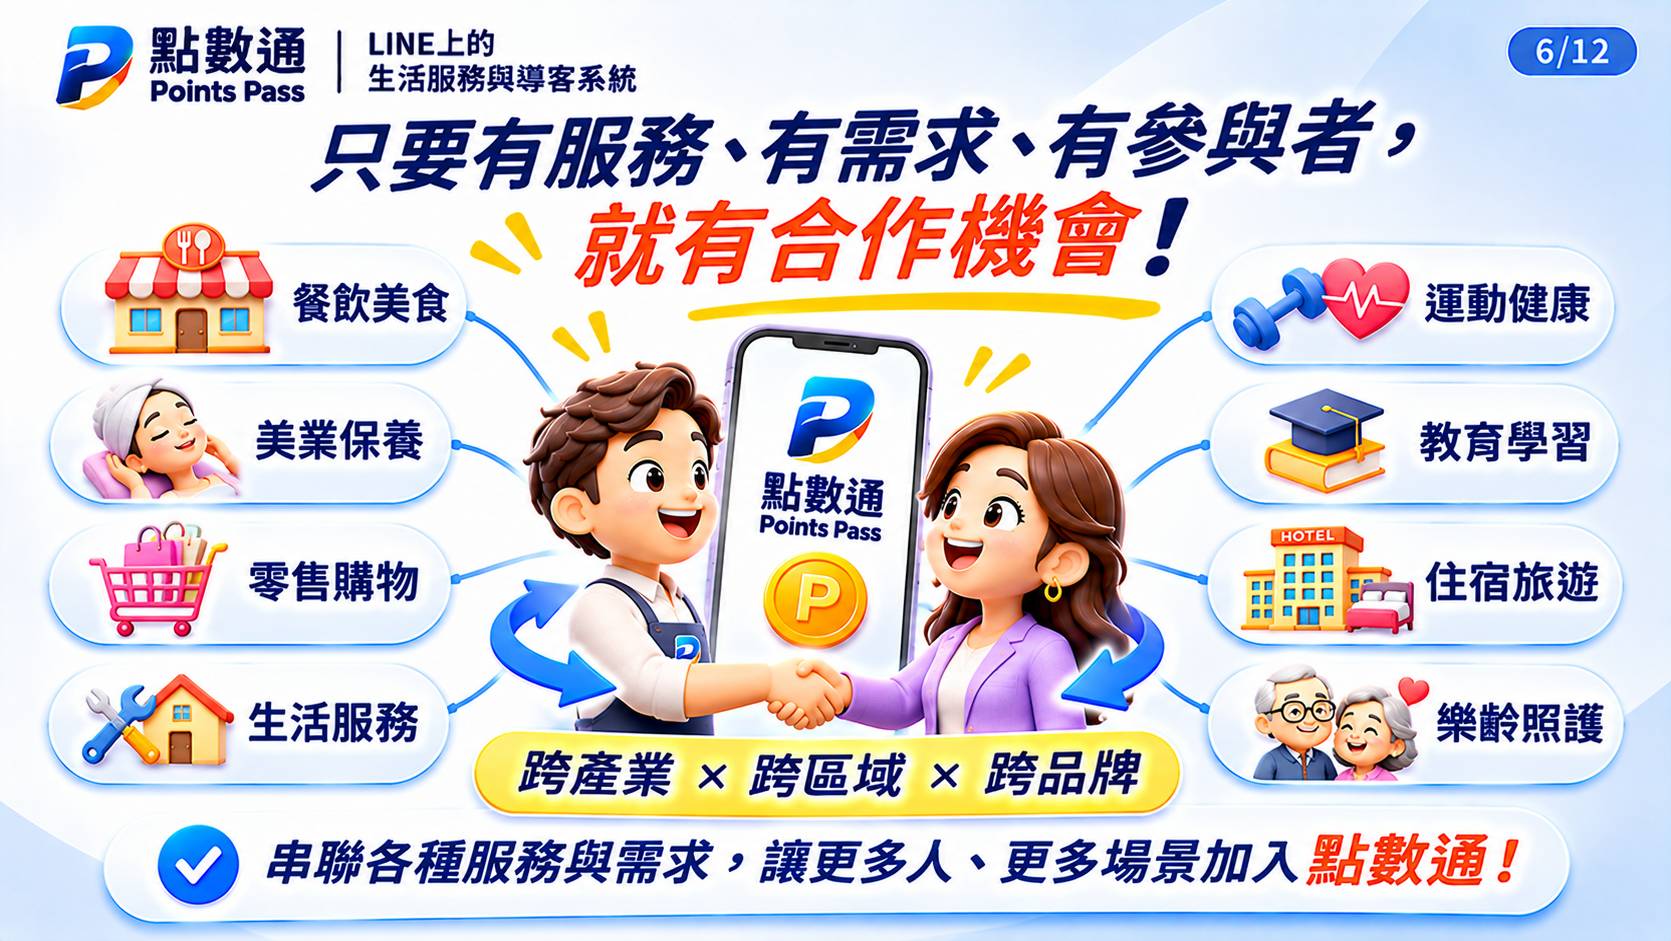 點數通
Points Pass
LINE上的
生活服務與導客系統
6/12
只要有服務、有需求、有參與者，
就有合作機會！
餐飲美食
美業保養
零售購物
生活服務
點數通
Points Pass
P
運動健康
教育學習
HOTEL
住宿旅遊
樂齡照護
跨產業 × 跨區域 × 跨品牌
串聯各種服務與需求，讓更多人、更多場景加入點數通！